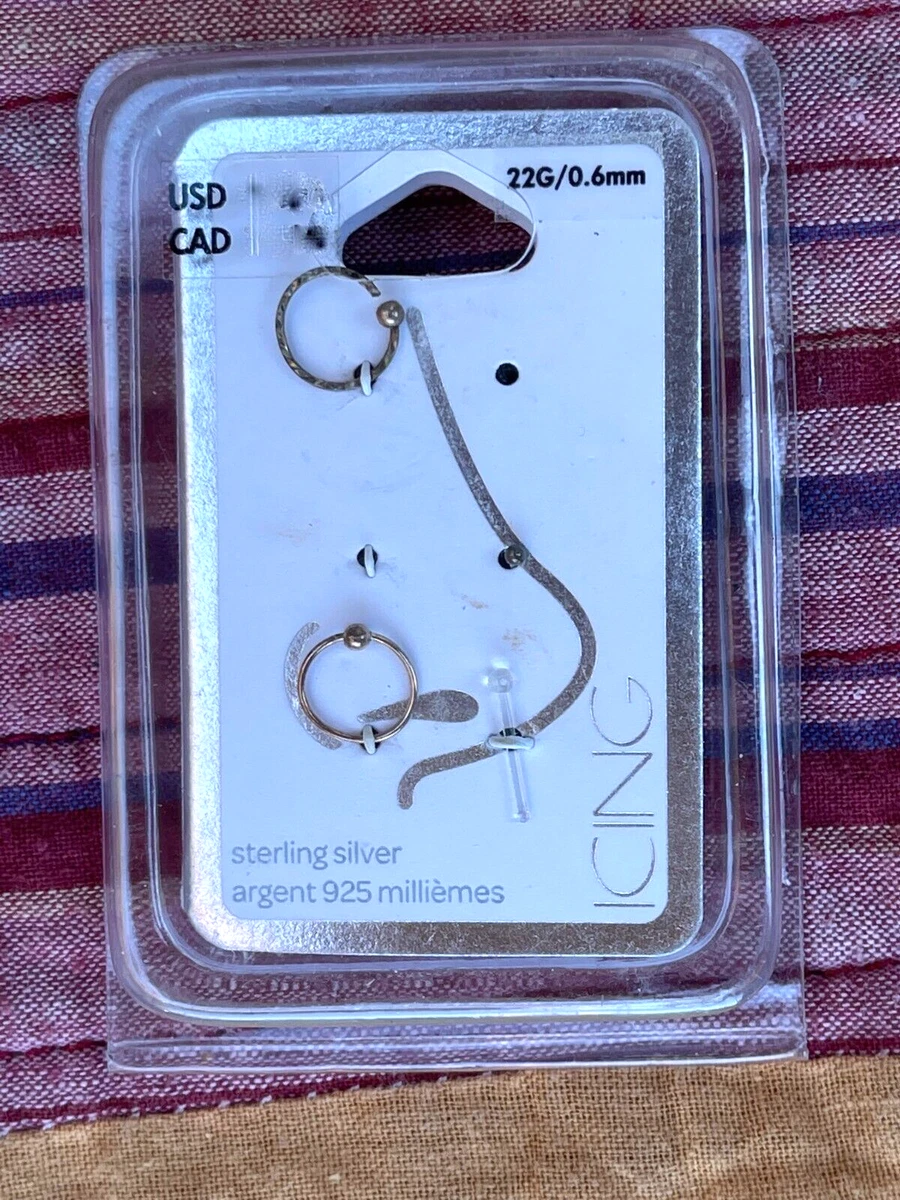 USD
CAD
22G/0.6mm
ICING
sterling silver
argent 925 millièmes